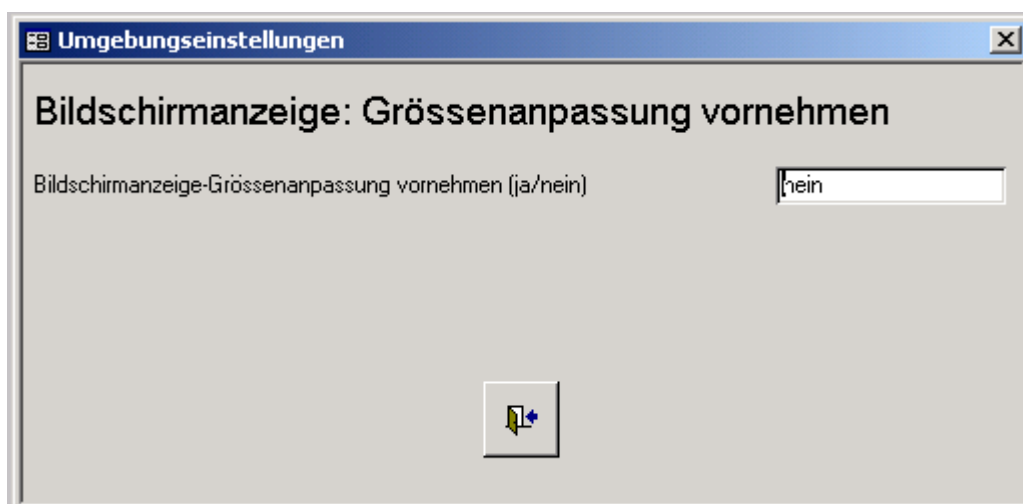 Umgebungseinstellungen
Bildschirmanzeige: Grössenanpassung vornehmen
Bildschirmanzeige-Grössenanpassung vornehmen (ja/nein) nein